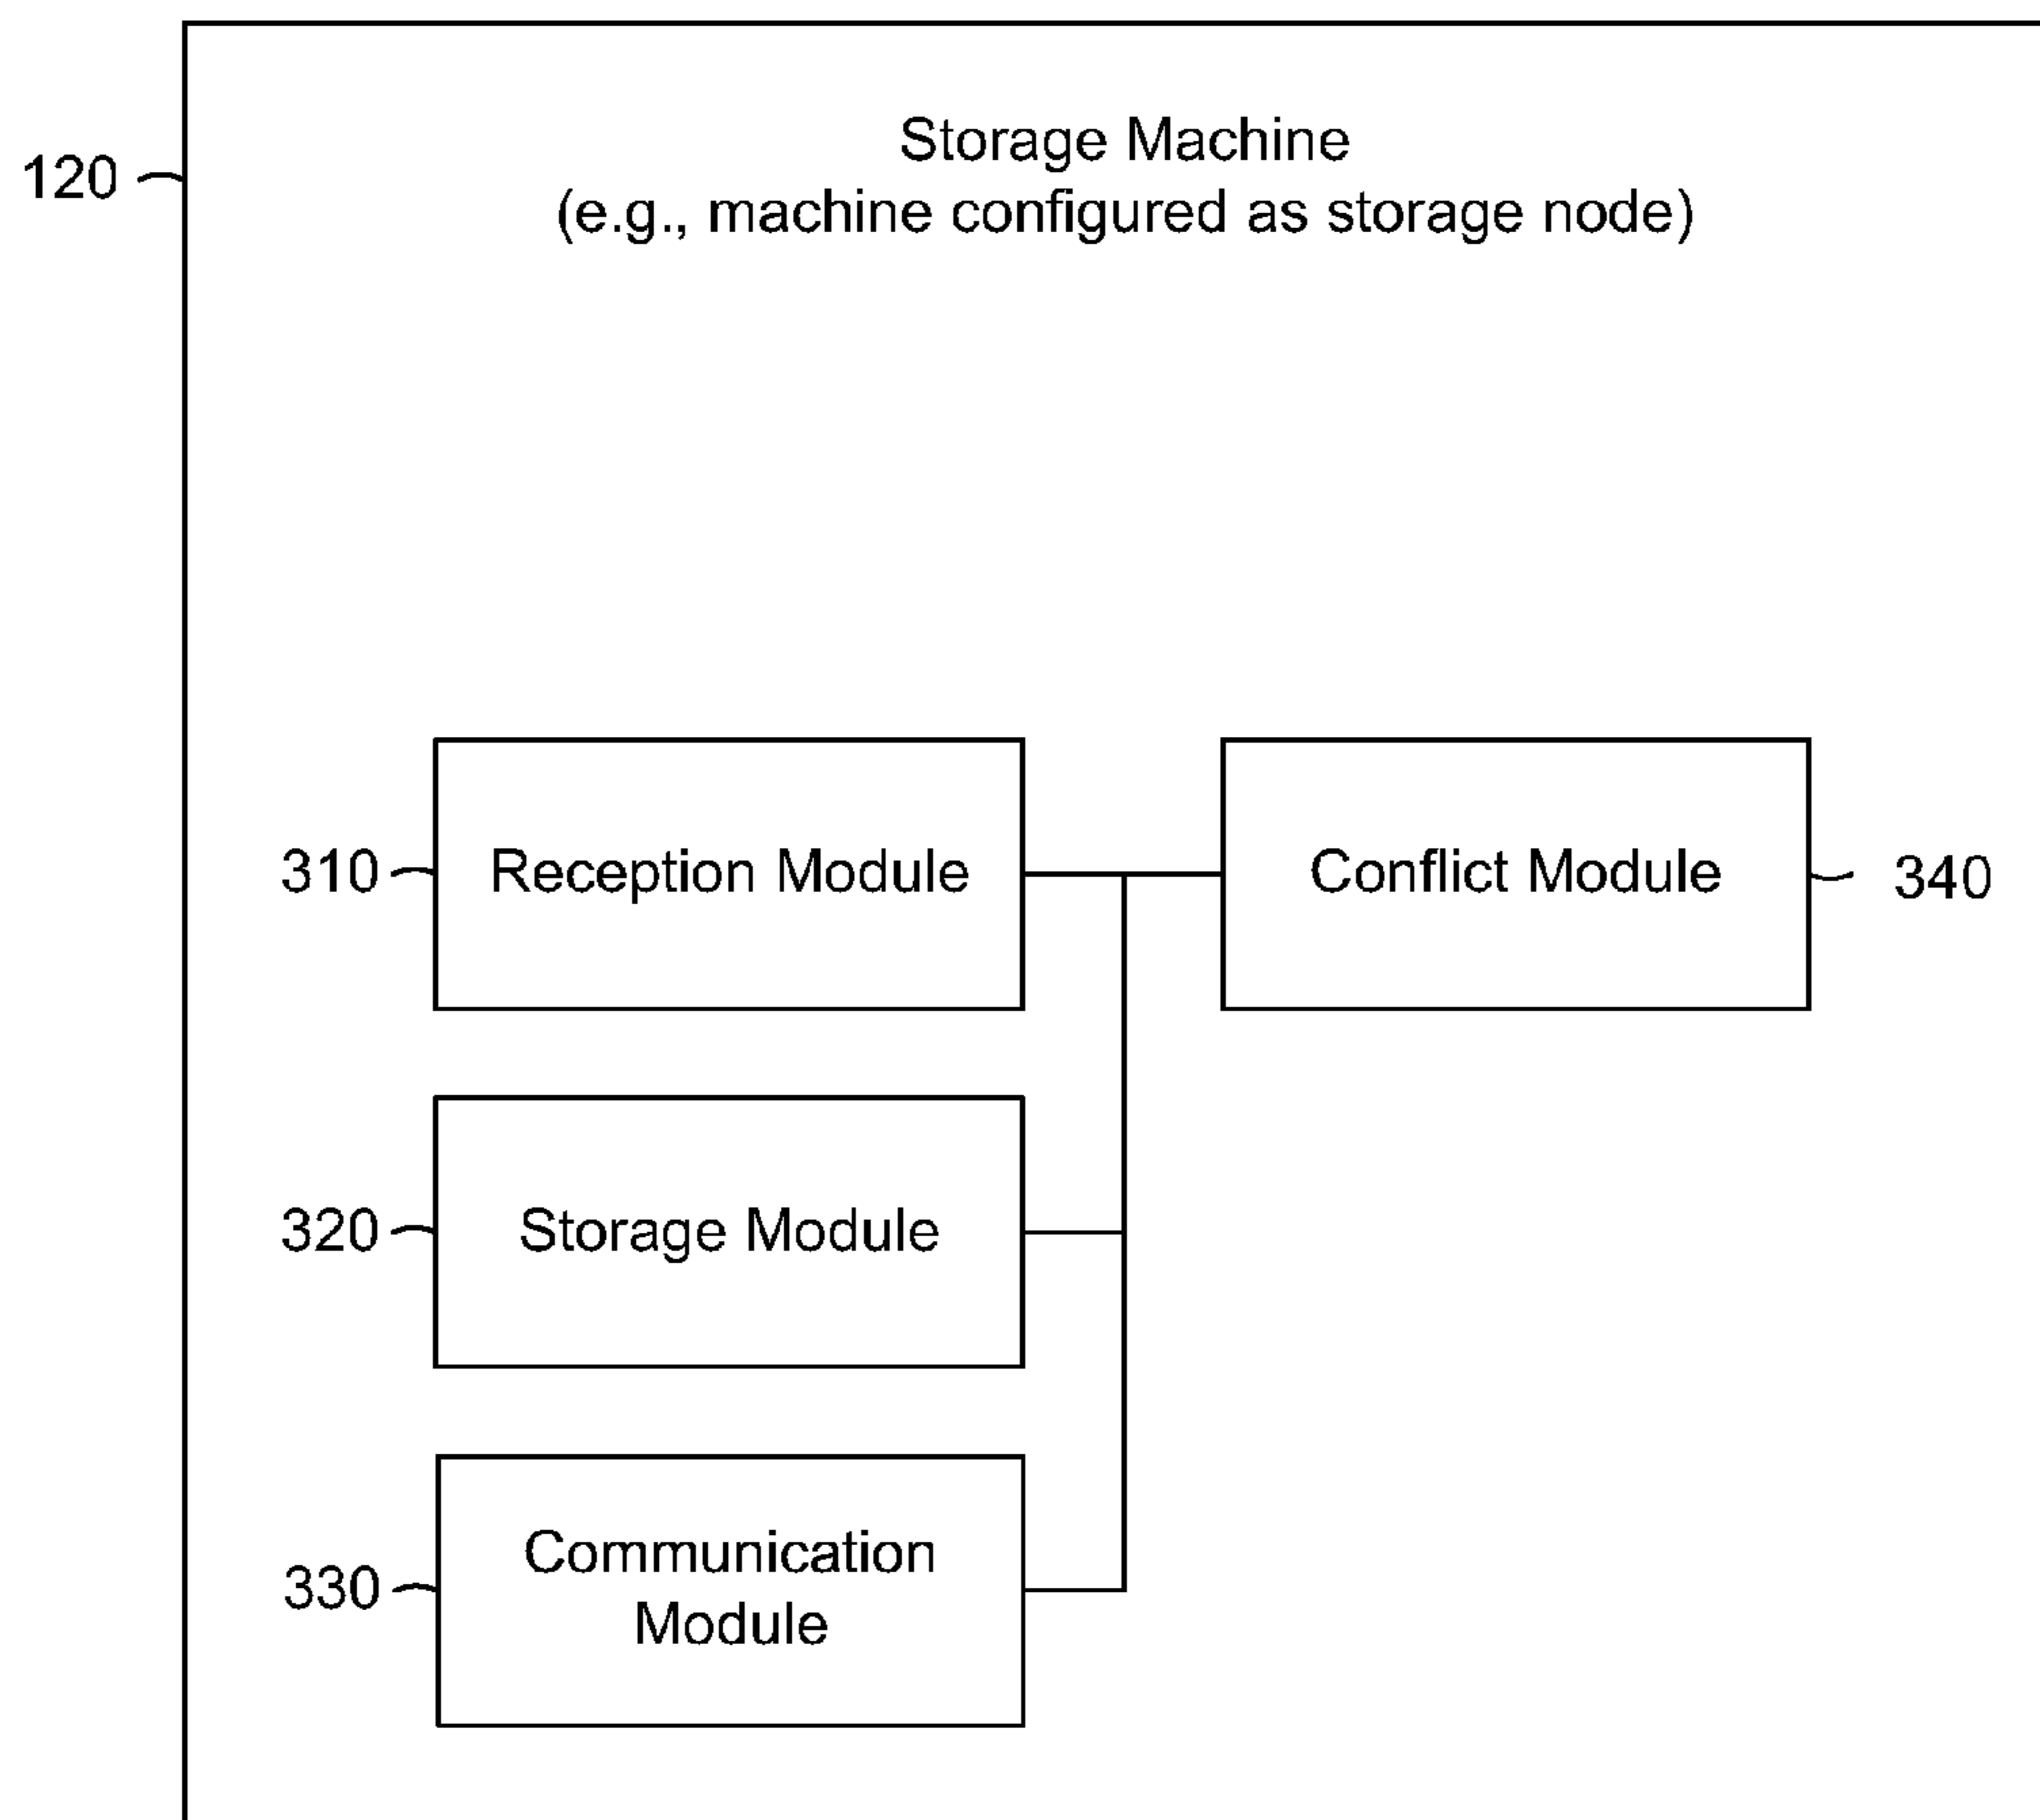 Storage Machine
(e.g., machine configured as storage node)
120
310
Reception Module
Conflict Module
340
320
Storage Module
330
Communication
Module